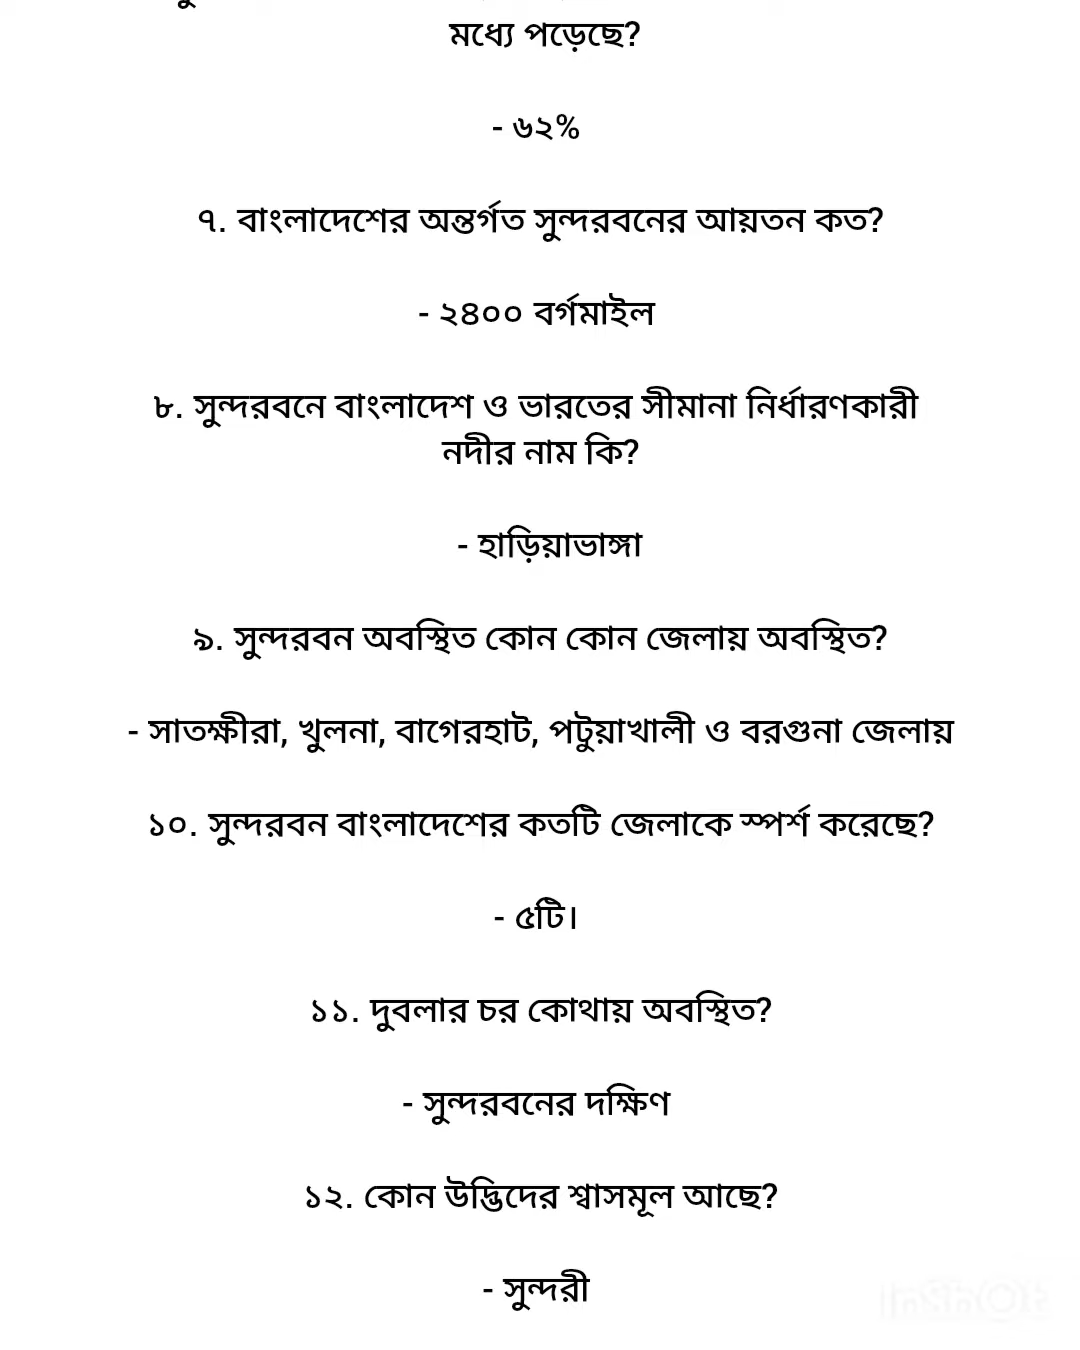 মধ্যে পড়েছে?
- ৬২%
৭. বাংলাদেশের অন্তর্গত সুন্দরবনের আয়তন কত?
- ২৪০০ বর্গমাইল
৮. সুন্দরবনে বাংলাদেশ ও ভারতের সীমানা নির্ধারণকারী
নদীর নাম কি?
- হাড়িয়াভাঙ্গা
৯. সুন্দরবন অবস্থিত কোন কোন জেলায় অবস্থিত?
- সাতক্ষীরা, খুলনা, বাগেরহাট, পটুয়াখালী ও বরগুনা জেলায়
১০. সুন্দরবন বাংলাদেশের কতটি জেলাকে স্পর্শ করেছে?
- ৫টি।
১১. দুবলার চর কোথায় অবস্থিত?
- সুন্দরবনের দক্ষিণ
১২. কোন উদ্ভিদের শ্বাসমূল আছে?
- সুন্দরী
InShOt